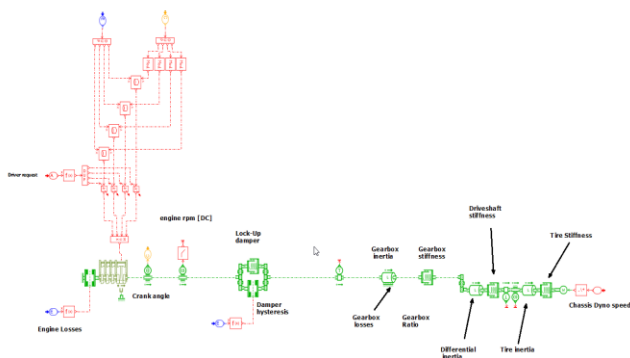 Driver request
engine rpm [DC]
Lock-Up
damper
Driveshaft
stiffness
Tire Stiffness
Gearbox
inertia
Gearbox
stiffness
Crank angle
Damper
hysteresis
Gearbox
losses
Gearbox
Ratio
Chassis Dyno speed
Engine Losses
Differential
inertia
Tire inertia